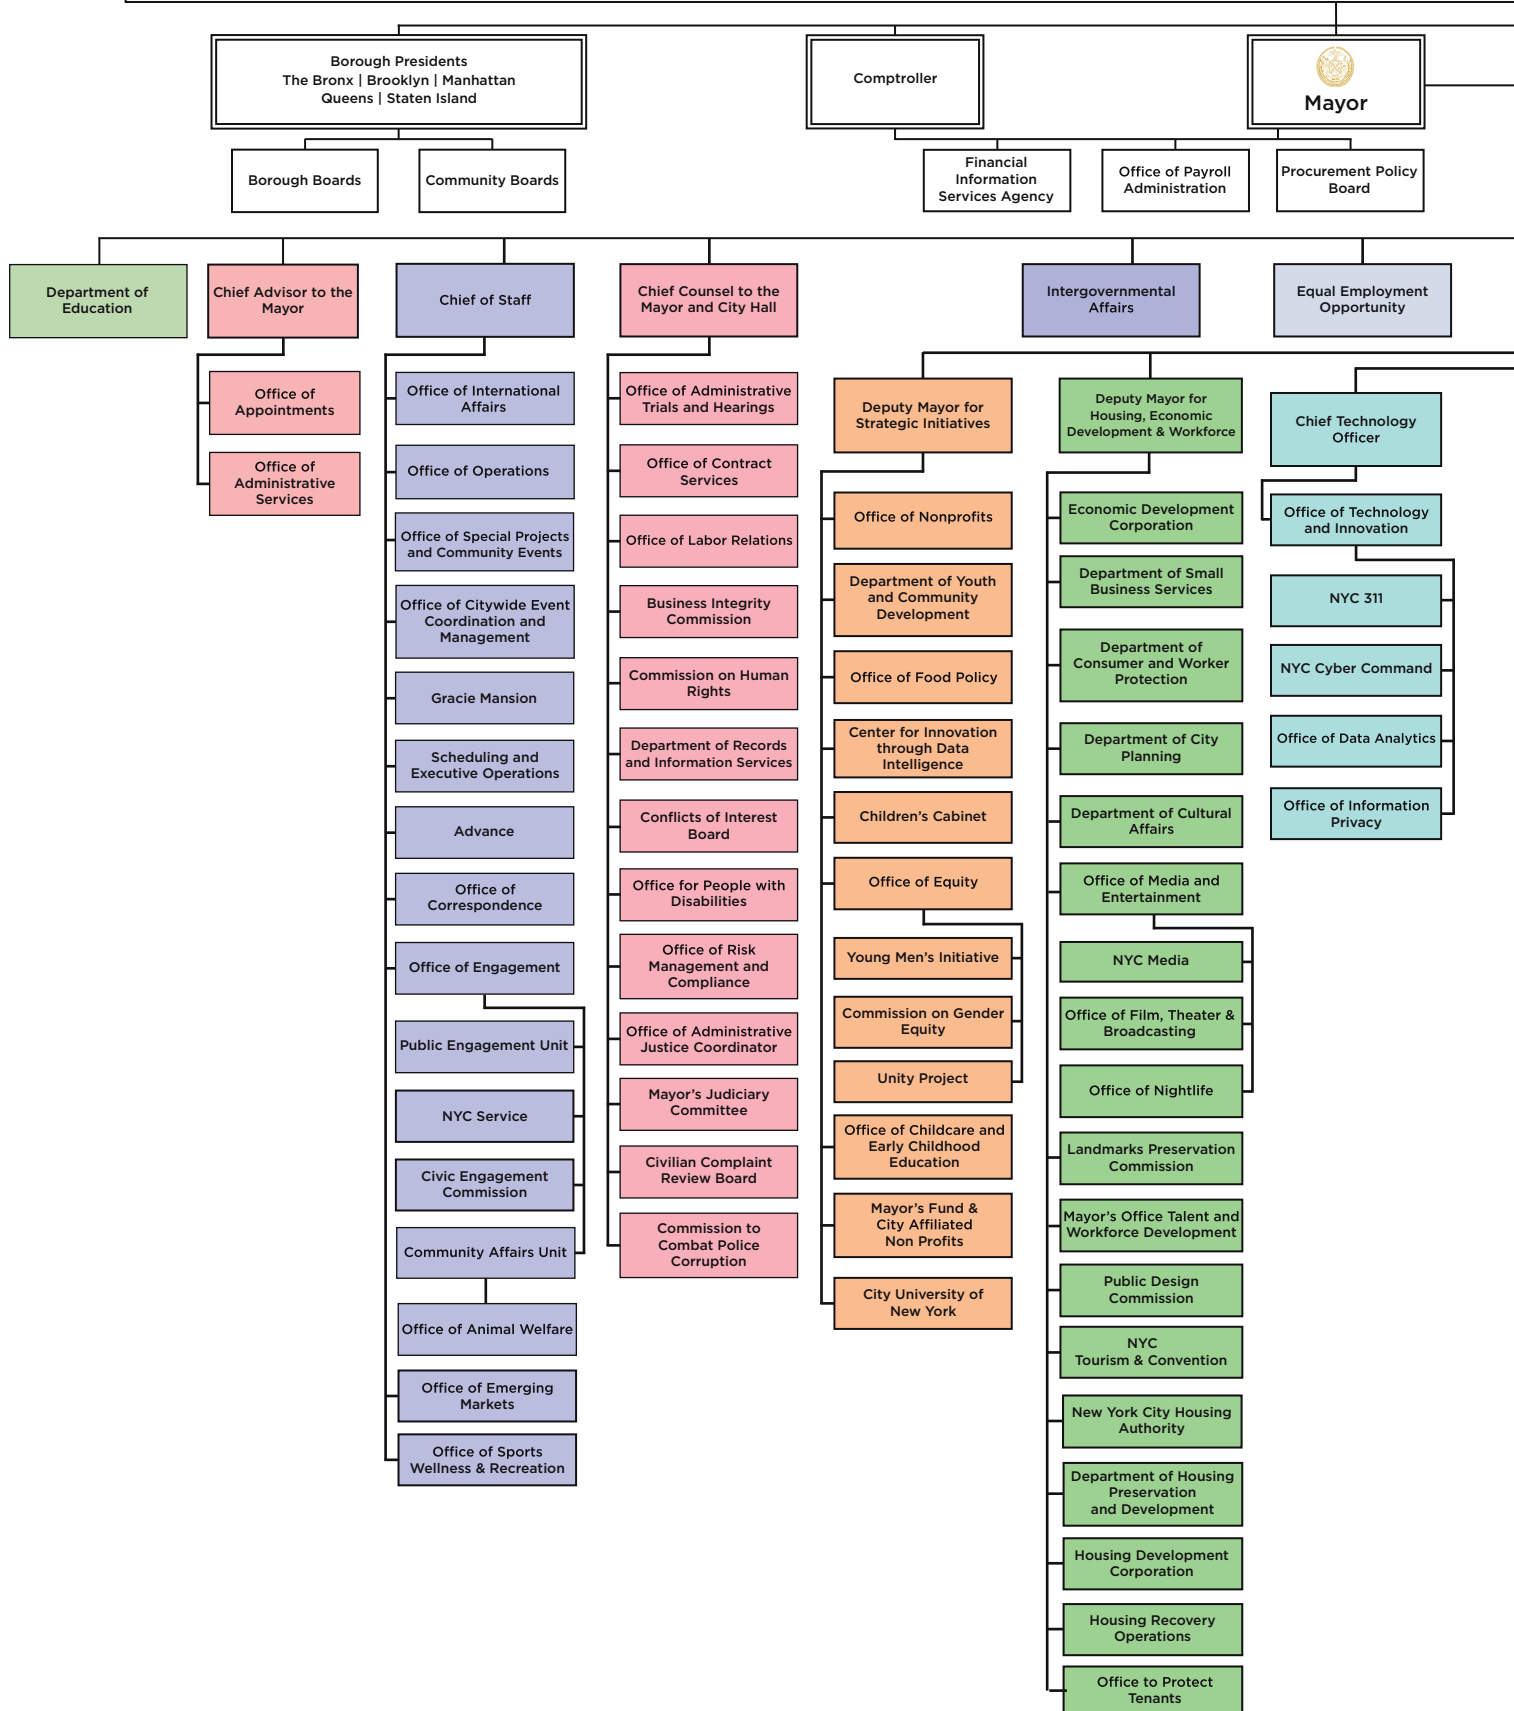 Borough Presidents
The Bronx | Brooklyn | Manhattan
Queens | Staten Island
Comptroller
Mayor
Borough Boards
Community Boards
Financial
Information
Services Agency
Office of Payroll
Administration
Procurement Policy
Board
Department of
Education
Chief Advisor to the
Mayor
Chief of Staff
Chief Counsel to the
Mayor and City Hall
Intergovernmental
Affairs
Equal Employment
Opportunity
Office of
Appointments
Office of
Administrative
Services
Office of International
Affairs
Office of Operations
Office of Special Projects
and Community Events
Office of Citywide Event
Coordination and
Management
Gracie Mansion
Scheduling and
Executive Operations
Advance
Office of
Correspondence
Office of Engagement
Public Engagement Unit
NYC Service
Civic Engagement
Commission
Community Affairs Unit
Office of Animal Welfare
Office of Emerging
Markets
Office of Sports
Wellness & Recreation
Office of Administrative
Trials and Hearings
Office of Contract
Services
Office of Labor Relations
Business Integrity
Commission
Commission on Human
Rights
Department of Records
and Information Services
Conflicts of Interest
Board
Office for People with
Disabilities
Office of Risk
Management and
Compliance
Office of Administrative
Justice Coordinator
Mayor's Judiciary
Committee
Civilian Complaint
Review Board
Commission to
Combat Police
Corruption
Deputy Mayor for
Strategic Initiatives
Office of Nonprofits
Department of Youth
and Community
Development
Office of Food Policy
Center for Innovation
through Data
Intelligence
Children's Cabinet
Office of Equity
Young Men's Initiative
Commission on Gender
Equity
Unity Project
Office of Childcare and
Early Childhood
Education
Mayor's Fund &
City Affiliated
Non Profits
City University of
New York
Deputy Mayor for
Housing, Economic
Development & Workforce
Economic Development
Corporation
Department of Small
Business Services
Department of
Consumer and Worker
Protection
Department of City
Planning
Department of Cultural
Affairs
Office of Media and
Entertainment
NYC Media
Office of Film, Theater &
Broadcasting
Office of Nightlife
Landmarks Preservation
Commission
Mayor's Office Talent and
Workforce Development
Public Design
Commission
NYC
Tourism & Convention
New York City Housing
Authority
Department of Housing
Preservation
and Development
Housing Development
Corporation
Housing Recovery
Operations
Office to Protect
Tenants
Chief Technology
Officer
Office of Technology
and Innovation
NYC 311
NYC Cyber Command
Office of Data Analytics
Office of Information
Privacy